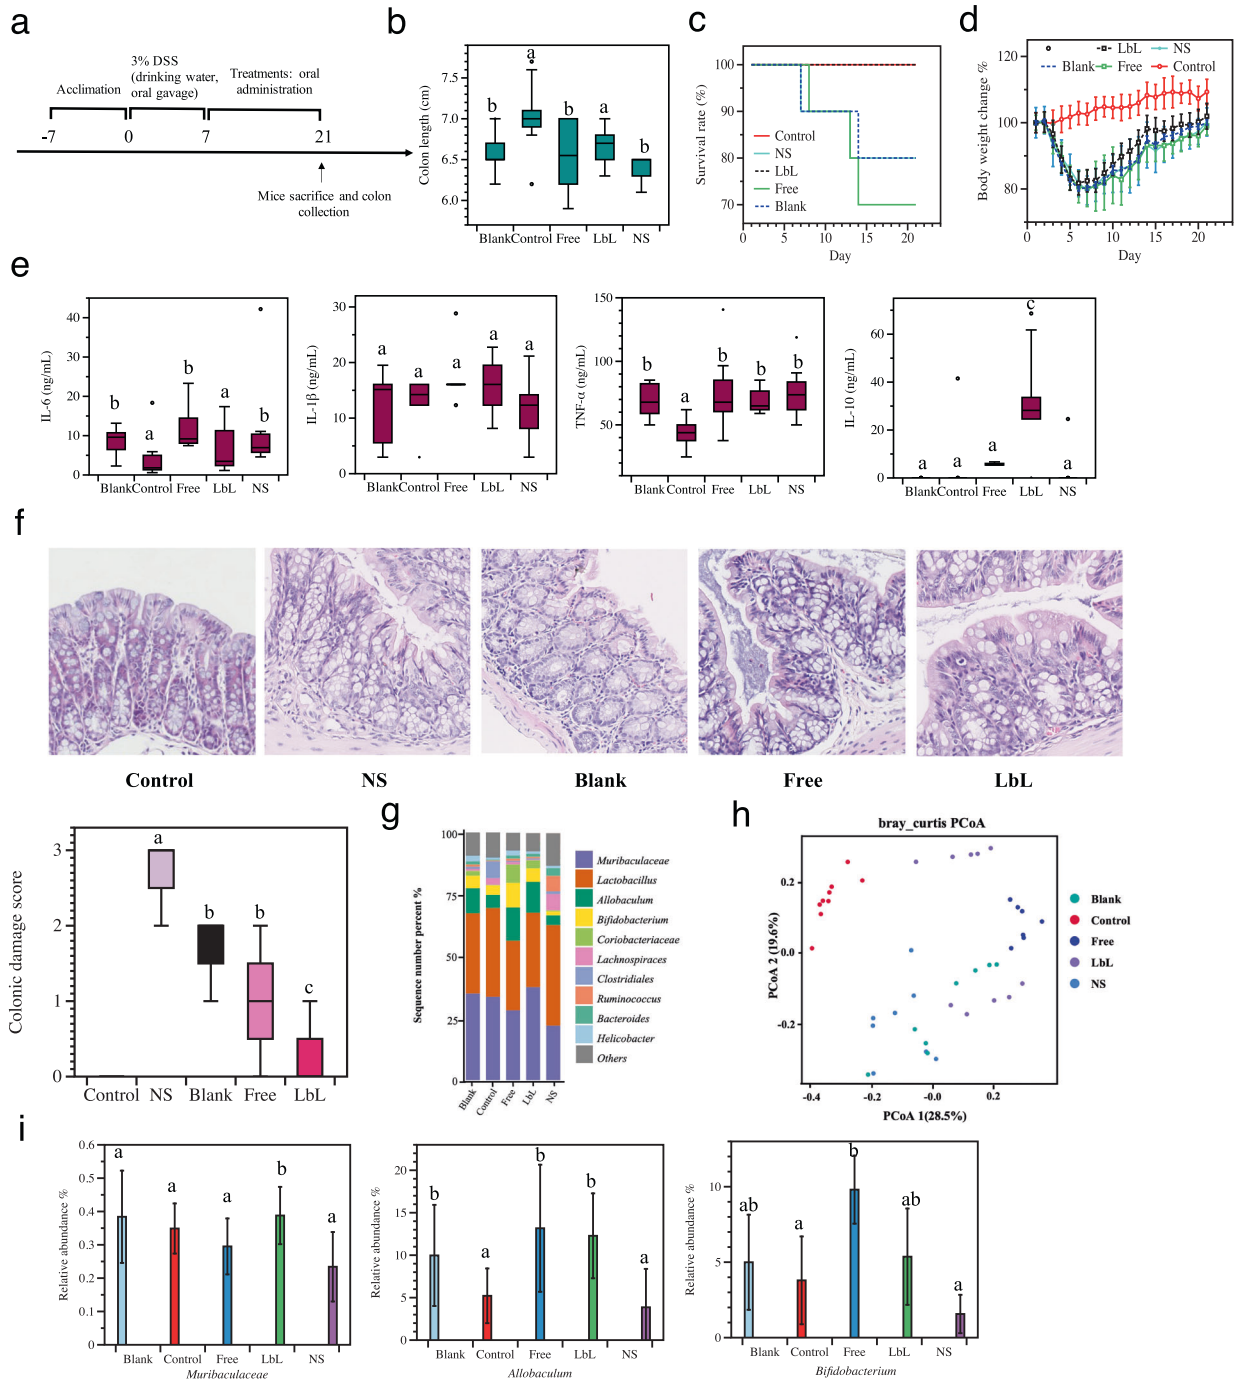 a
3% DSS
(drinking water,
oral gavage)
Treatments: oral
administration
Acclimation
-7
0
7
21
Mice sacrifice and colon
collection
b
Colon length (cm)
7.5
7.0
6.5
6.0
b
a
b
a
b
Blank Control Free LbL NS
c
Survival rate (%)
100
90
80
70
Control
NS
LbL
Free
Blank
0 5 10 15 20
Day
d
Body weight change %
120
100
80
LbL NS
Blank Free Control
0 5 10 15 20
Day
e
IL-6 (ng/mL)
40
30
20
10
0
b
a
b
a
b
Blank Control Free LbL NS
IL-1β (ng/mL)
30
20
10
0
a
a
a
a
a
Blank Control Free LbL NS
TNF-α (ng/mL)
150
100
50
b
a
b
b
b
Blank Control Free LbL NS
IL-10 (ng/mL)
60
40
20
0
a
a
a
c
a
Blank Control Free LbL NS
f
Control NS Blank Free LbL
Colonic damage score
3
2
1
0
a
b
b
c
Control NS Blank Free LbL
g
Sequence number percent %
100
75
50
25
0
Blank
Control
Free
LbL
NS
Muribaculaceae
Lactobacillus
Allobaculum
Bifidobacterium
Coriobacteriaceae
Lachnospiraces
Clostridiales
Ruminococcus
Bacteroides
Helicobacter
Others
h
bray_curtis PCoA
PCoA 2 (19.6%)
0.2
0.0
-0.2
-0.4 -0.2 -0.0 0.2
PCoA 1(28.5%)
Blank
Control
Free
LbL
NS
i
Relative abundance %
0.6
0.5
0.4
0.3
0.2
0.1
0
a
a
a
b
a
Blank Control Free LbL NS
Muribaculaceae
Relative abundance %
20
15
10
5
0
b
a
b
b
a
Blank Control Free LbL NS
Allobaculum
Relative abundance %
10
5
0
ab
a
b
ab
a
Blank Control Free LbL NS
Bifidobacterium